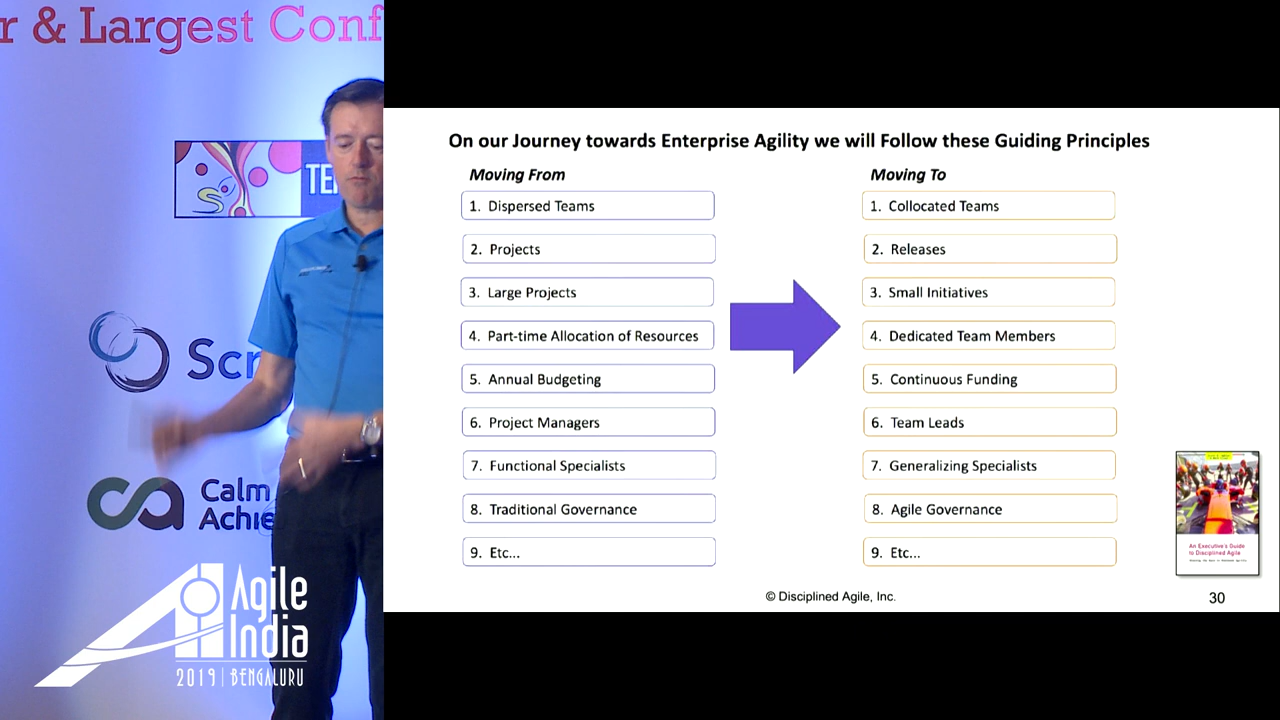 r & Largest Conf
TE
Scr
Calm
Achie
Agile
India
2019 | BENGALURU
On our Journey towards Enterprise Agility we will Follow these Guiding Principles
Moving From
1. Dispersed Teams
2. Projects
3. Large Projects
4. Part-time Allocation of Resources
5. Annual Budgeting
6. Project Managers
7. Functional Specialists
8. Traditional Governance
9. Etc...
Moving To
1. Collocated Teams
2. Releases
3. Small Initiatives
4. Dedicated Team Members
5. Continuous Funding
6. Team Leads
7. Generalizing Specialists
8. Agile Governance
9. Etc...
An Executive's Guide
to Disciplined Agile
© Disciplined Agile, Inc.
30